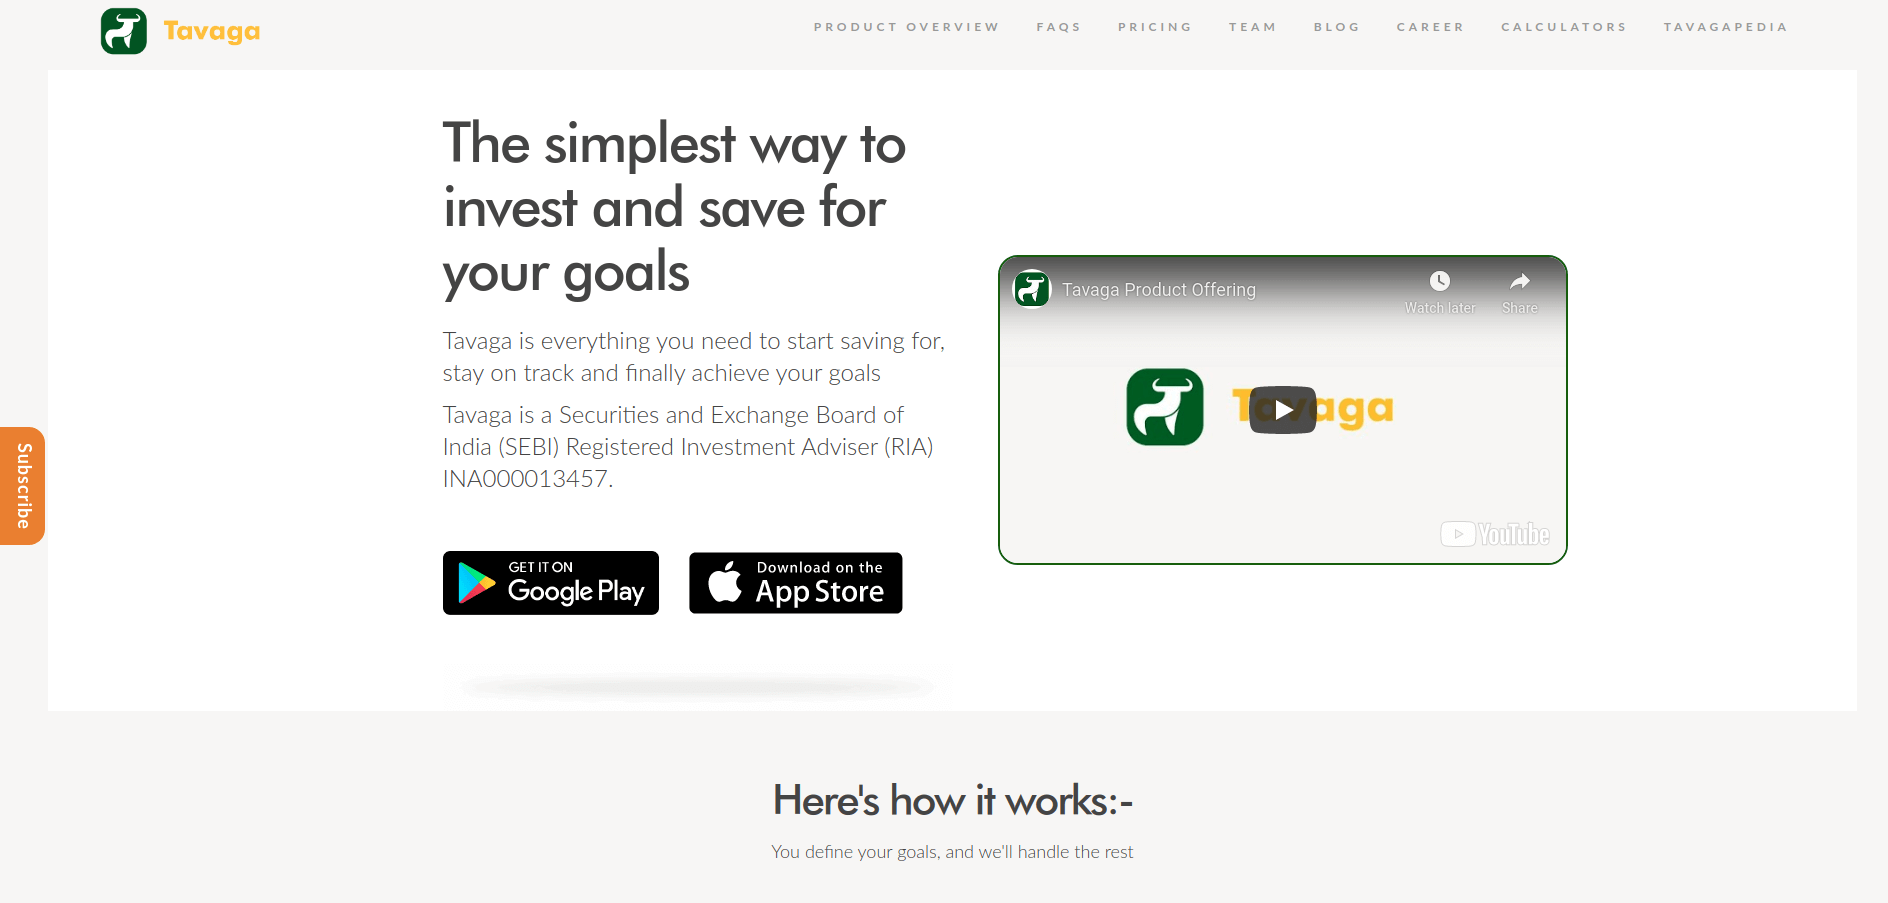 Tavaga
PRODUCT OVERVIEW FAQS PRICING TEAM BLOG CAREER CALCULATORS TAVAGAPEDIA
The simplest way to
invest and save for
your goals
Tavaga is everything you need to start saving for,
stay on track and finally achieve your goals
Tavaga is a Securities and Exchange Board of
India (SEBI) Registered Investment Adviser (RIA)
INA000013457.
GET IT ON
Google Play
Download on the
App Store
Tavaga Product Offering
Watch later
Share
Tavaga
YouTube
Subscribe
Here's how it works:-
You define your goals, and we'll handle the rest